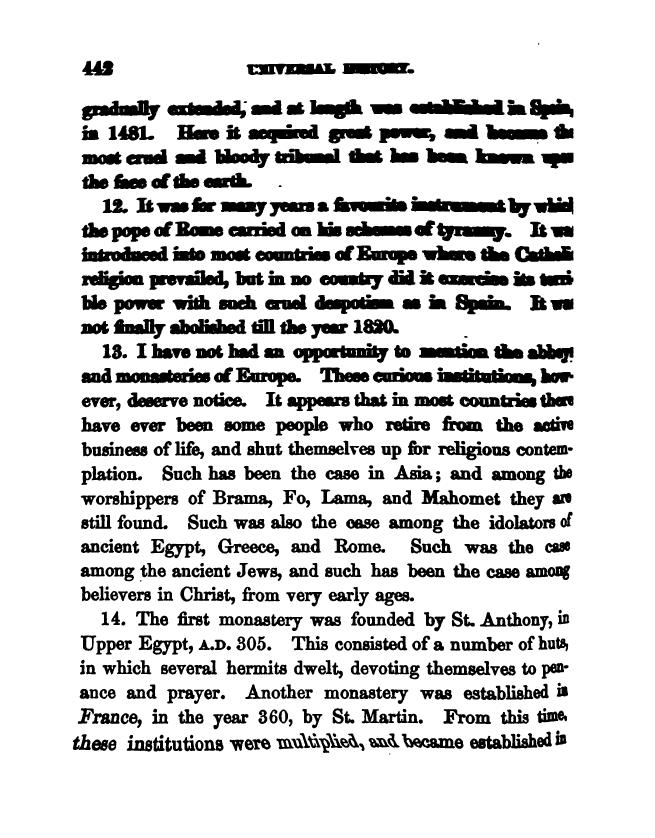 442 UNIVERSAL HISTORY.
gradually extended, and at length was established in Spain,
in 1481. Here it acquired great power, and became the
most cruel and bloody tribunal that has been known upon
the face of the earth.
12. It was for many years a favourite instrument by which
the pope of Rome carried on his schemes of tyranny. It was
introduced into most countries of Europe where the Catholic
religion prevailed, but in no country did it exercise its terri-
ble power with such cruel despotism as in Spain. It was
not finally abolished till the year 1820.
13. I have not had an opportunity to mention the abbeys
and monasteries of Europe. These curious institutions, how-
ever, deserve notice. It appears that in most countries there
have ever been some people who retire from the active
business of life, and shut themselves up for religious contem-
plation. Such has been the case in Asia; and among the
worshippers of Brama, Fo, Lama, and Mahomet they are
still found. Such was also the case among the idolators of
ancient Egypt, Greece, and Rome. Such was the case
among the ancient Jews, and such has been the case among
believers in Christ, from very early ages.
14. The first monastery was founded by St. Anthony, in
Upper Egypt, A.D. 305. This consisted of a number of huts,
in which several hermits dwelt, devoting themselves to pen-
ance and prayer. Another monastery was established in
France, in the year 360, by St. Martin. From this time,
these institutions were multiplied, and became established in